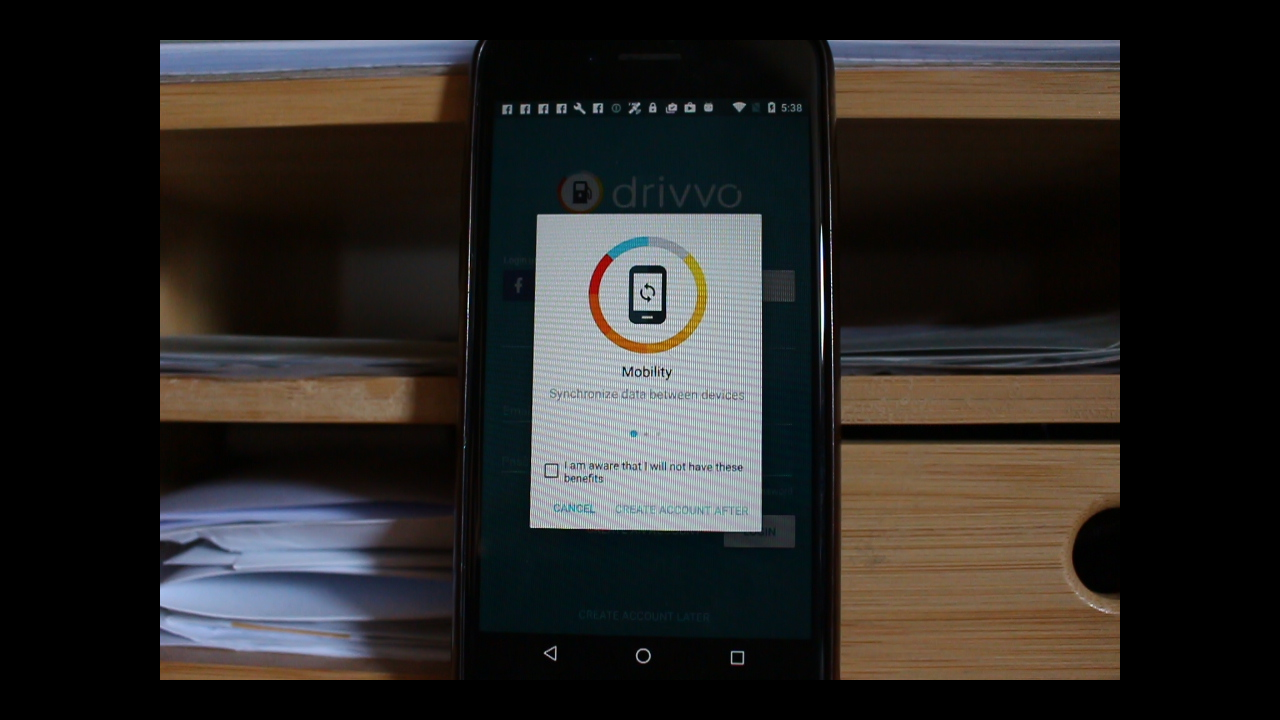 5:38
drivvo
Mobility
Synchronize data between devices
I am aware that I will not have these
benefits
CANCEL CREATE ACCOUNT AFTER
LOGIN
CREATE ACCOUNT LATER